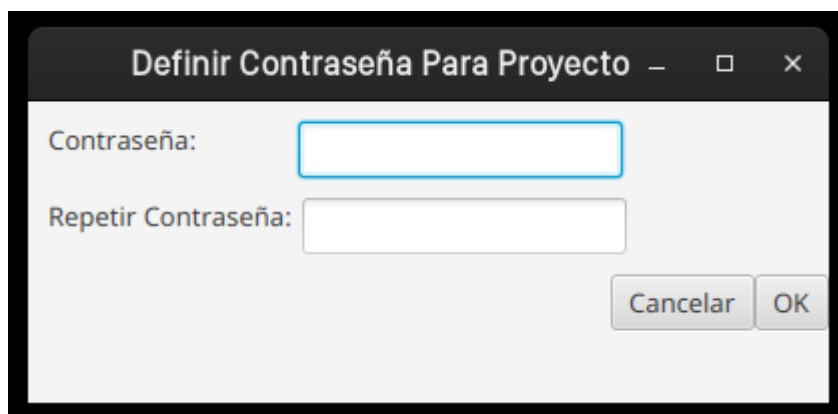 Definir Contraseña Para Proyecto
Contraseña:
Repetir Contraseña:
Cancelar OK